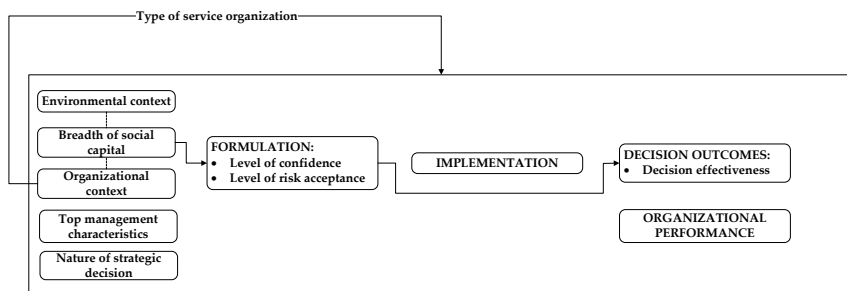 Type of service organization
Environmental context
Breadth of social
capital
Organizational
context
Top management
characteristics
Nature of strategic
decision
FORMULATION:
• Level of confidence
• Level of risk acceptance
IMPLEMENTATION
DECISION OUTCOMES:
• Decision effectiveness
ORGANIZATIONAL
PERFORMANCE